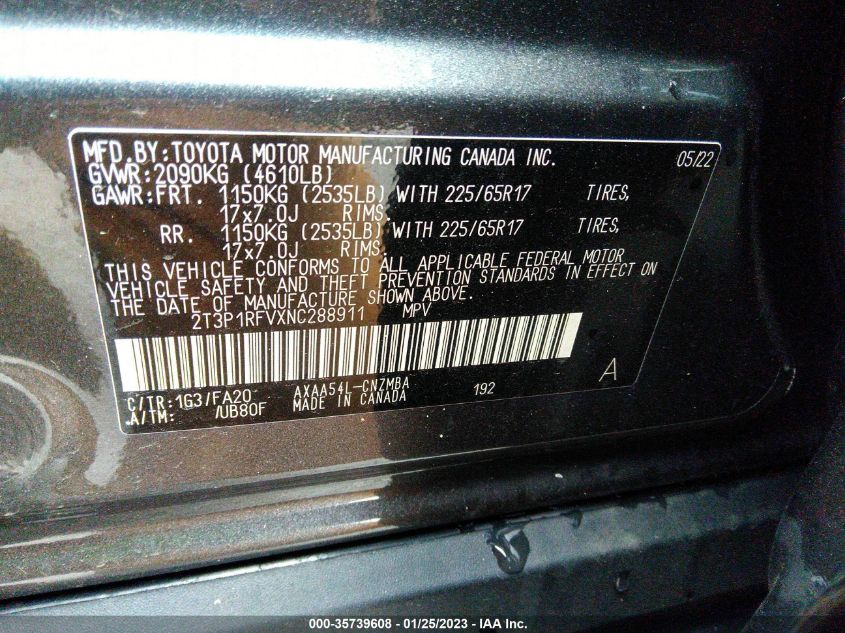 MFD.BY:TOYOTA MOTOR MANUFACTURING CANADA INC. 05/22
GVWR:2090KG (4610LB)
GAWR:FRT. 1150KG (2535LB) WITH 225/65R17 TIRES,
17x7.0J RIMS
RR. 1150KG (2535LB) WITH 225/65R17 TIRES,
17x7.0J RIMS
THIS VEHICLE CONFORMS TO ALL APPLICABLE FEDERAL MOTOR
VEHICLE SAFETY AND THEFT PREVENTION STANDARDS IN EFFECT ON
THE DATE OF MANUFACTURE SHOWN ABOVE.
2T3P1RFVXNC288911 MPV
A
C/TR:1G3/FA20 AXAA54L-CNZMBA 192
A/TM: /UB80F MADE IN CANADA
000-35739608 — 01/25/2023 — IAA Inc.